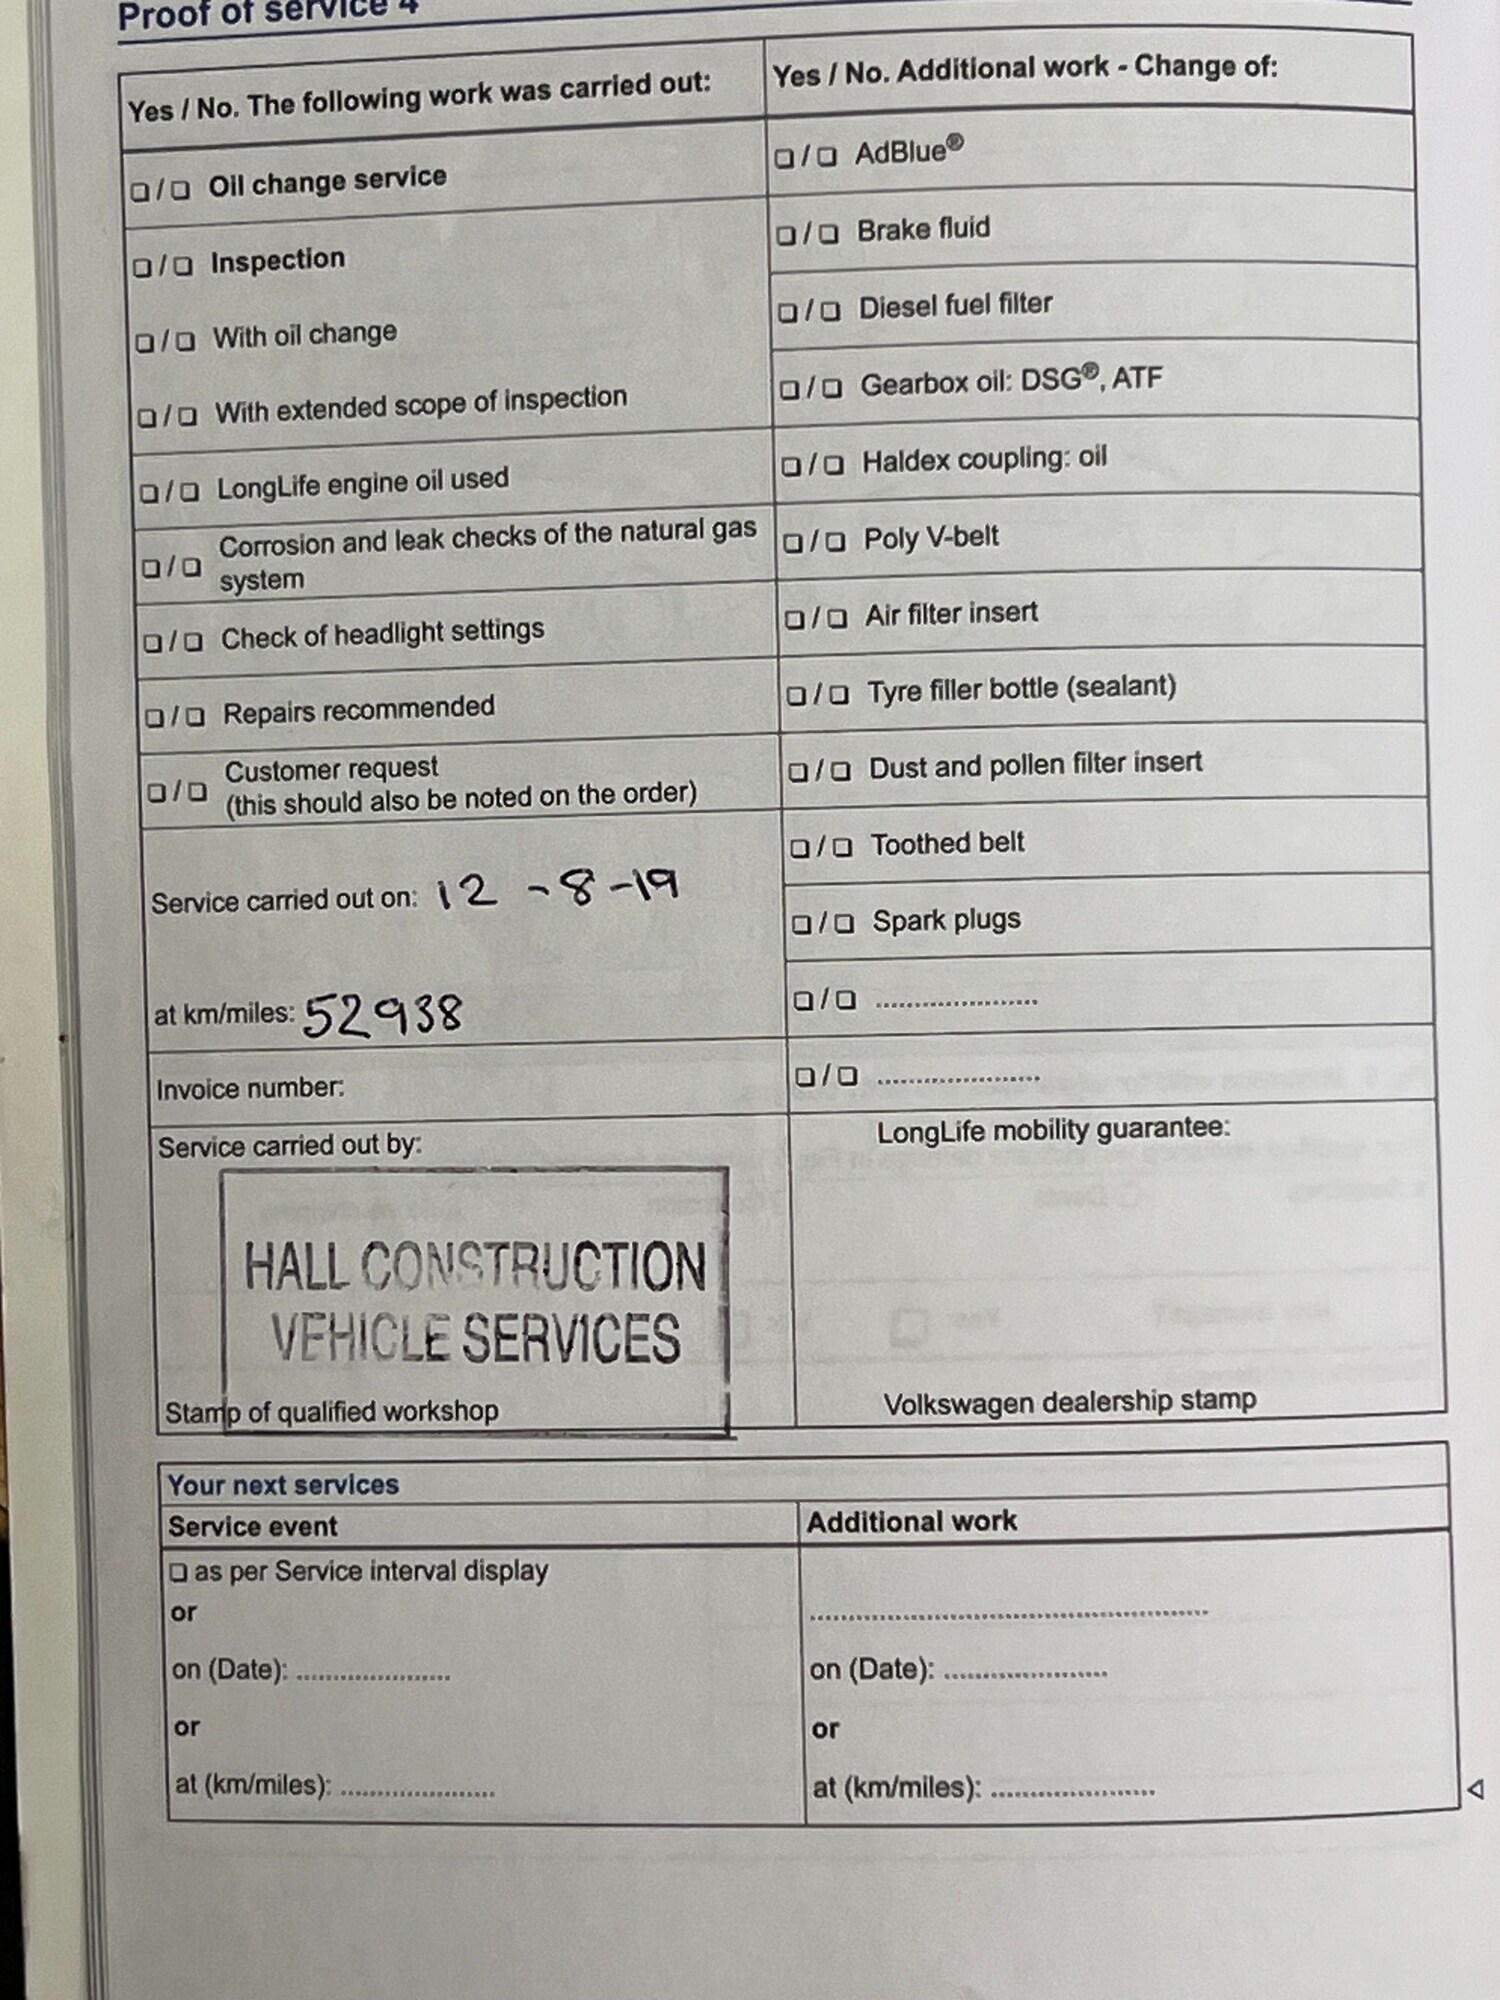 Proof of service 4
Yes / No. The following work was carried out:
❏ / ❏ Oil change service
❏ / ❏ Inspection
❏ / ❏ With oil change
❏ / ❏ With extended scope of inspection
❏ / ❏ LongLife engine oil used
❏ / ❏ Corrosion and leak checks of the natural gas
system
❏ / ❏ Check of headlight settings
❏ / ❏ Repairs recommended
❏ / ❏ Customer request
(this should also be noted on the order)
Service carried out on: 12 -8-19
at km/miles: 52938
Invoice number:
Service carried out by:
HALL CONSTRUCTION
VEHICLE SERVICES
Stamp of qualified workshop
Yes / No. Additional work - Change of:
❏ / ❏ AdBlue®
❏ / ❏ Brake fluid
❏ / ❏ Diesel fuel filter
❏ / ❏ Gearbox oil: DSG®, ATF
❏ / ❏ Haldex coupling: oil
❏ / ❏ Poly V-belt
❏ / ❏ Air filter insert
❏ / ❏ Tyre filler bottle (sealant)
❏ / ❏ Dust and pollen filter insert
❏ / ❏ Toothed belt
❏ / ❏ Spark plugs
❏ / ❏ ......................
❏ / ❏ ......................
LongLife mobility guarantee:
Volkswagen dealership stamp
Your next services
Service event
❏ as per Service interval display
or
on (Date): ......................
or
at (km/miles): ......................
Additional work
......................................................
on (Date): ......................
or
at (km/miles): ......................